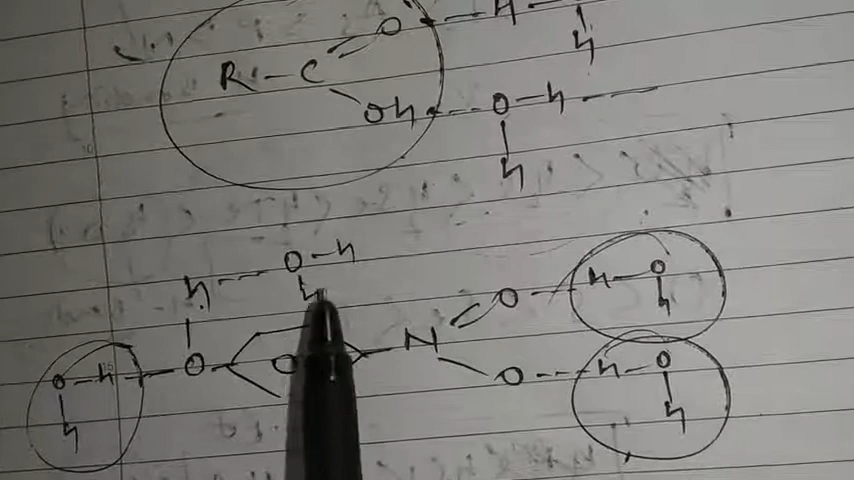 O H
R - C H
OH O - H
H
O - H
H
H O H O
N H
O H O O O H O
H H